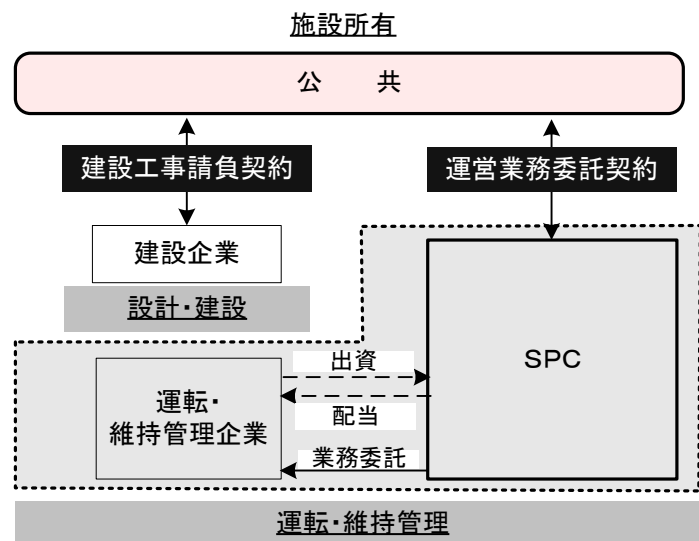 施設所有
公 共
建設工事請負契約
運営業務委託契約
建設企業
設計・建設
SPC
出資
配当
業務委託
運転・
維持管理企業
運転・維持管理